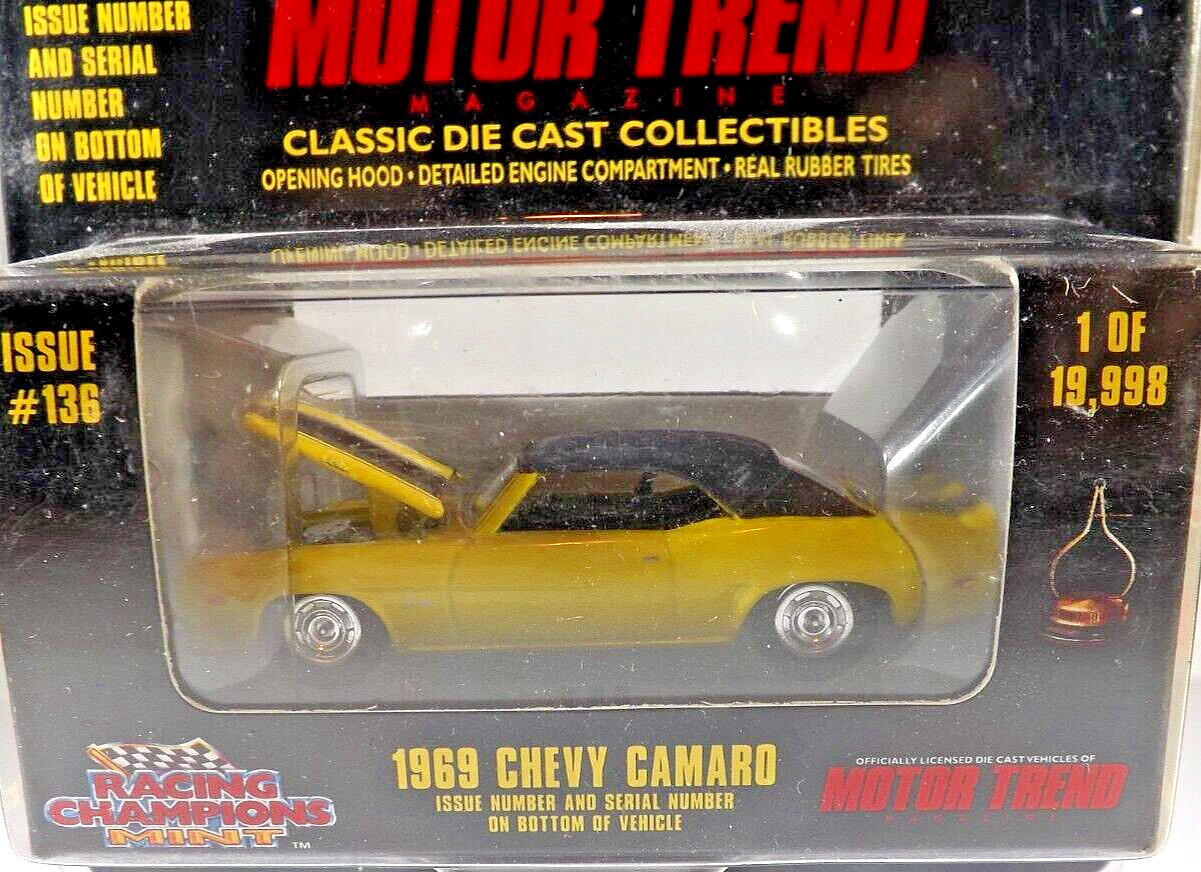 ISSUE NUMBER
AND SERIAL
NUMBER
ON BOTTOM
OF VEHICLE
MOTOR TREND
MAGAZINE
CLASSIC DIE CAST COLLECTIBLES
OPENING HOOD • DETAILED ENGINE COMPARTMENT • REAL RUBBER TIRES
ISSUE
#136
1 OF
19,998
RACING
CHAMPIONS
MINT
TM
1969 CHEVY CAMARO
ISSUE NUMBER AND SERIAL NUMBER
ON BOTTOM OF VEHICLE
OFFICIALLY LICENSED DIE CAST VEHICLES OF
MOTOR TREND
MAGAZINE